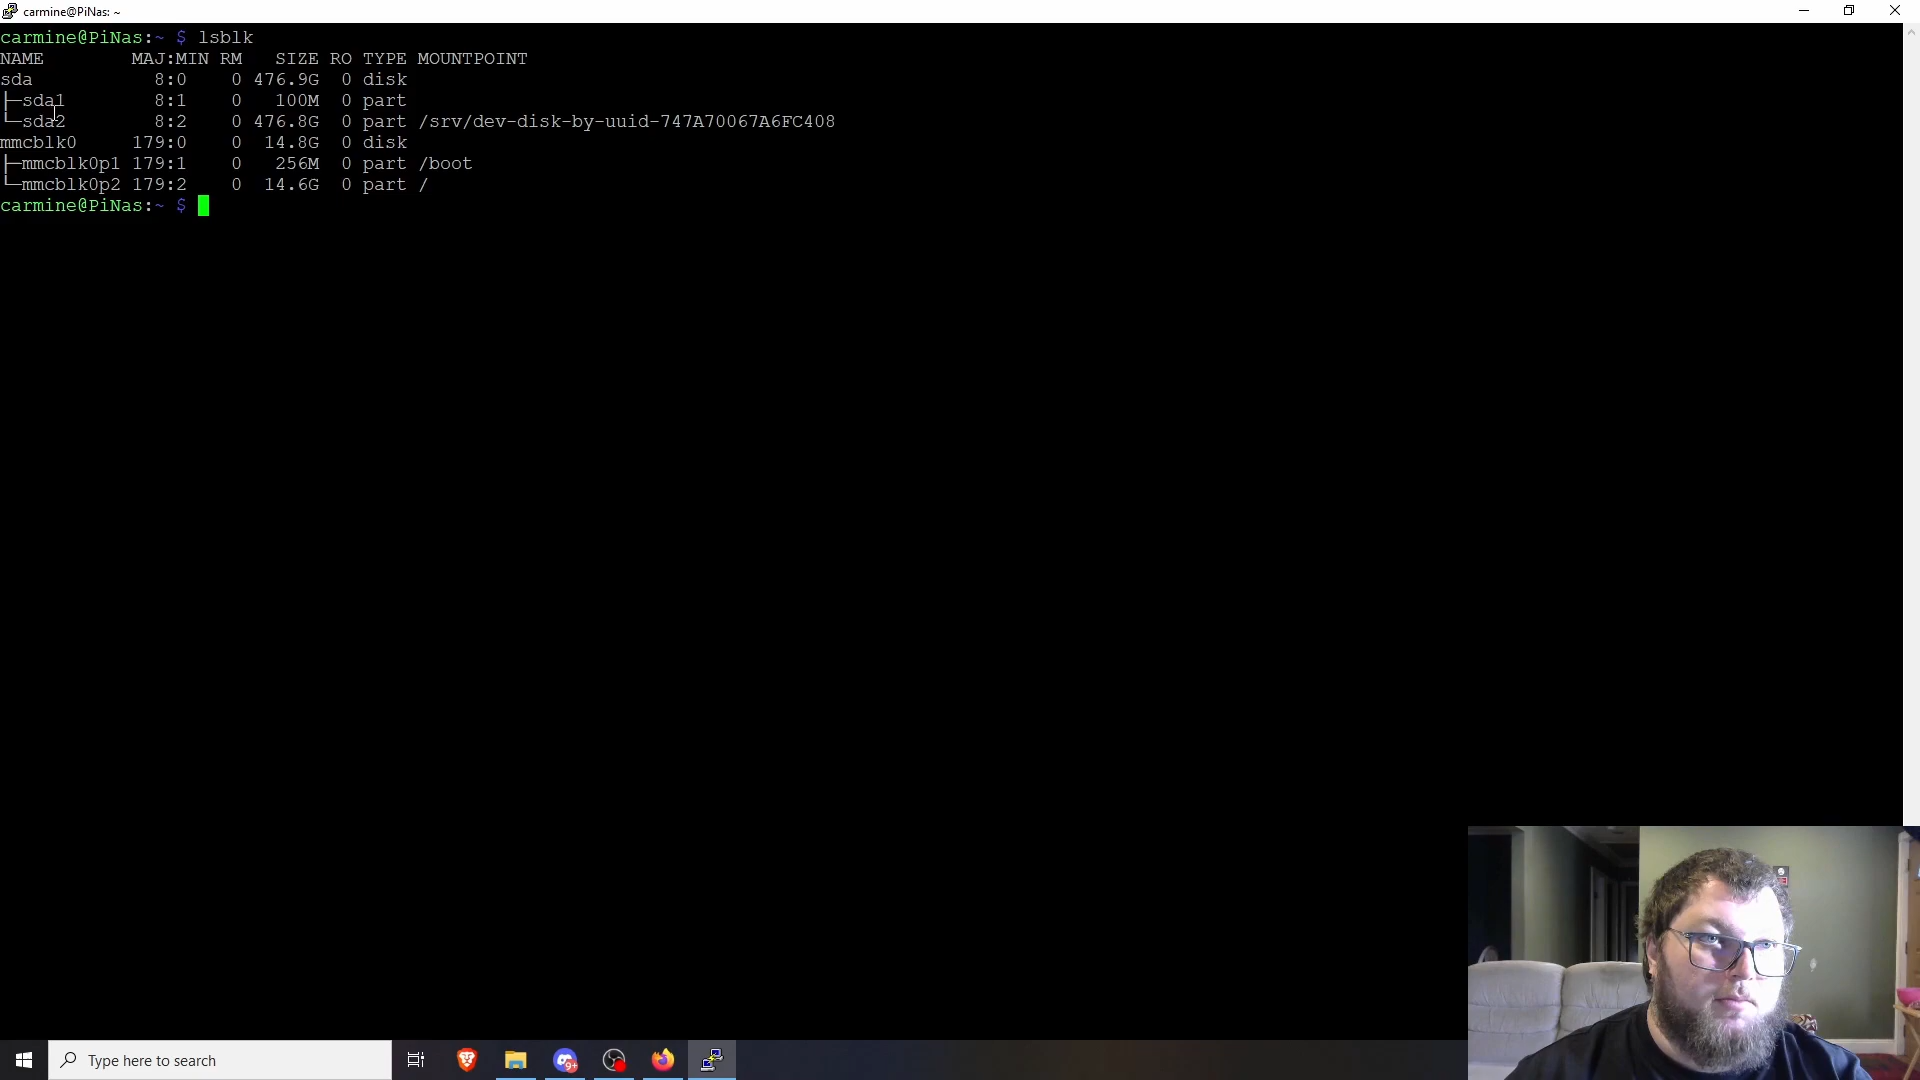 carmine@PiNas: ~
carmine@PiNas:~ $ lsblk
NAME        MAJ:MIN RM   SIZE RO TYPE MOUNTPOINT
sda           8:0    0 476.9G  0 disk
├─sda1        8:1    0   100M  0 part
└─sda2        8:2    0 476.8G  0 part /srv/dev-disk-by-uuid-747A70067A6FC408
mmcblk0     179:0    0  14.8G  0 disk
├─mmcblk0p1 179:1    0   256M  0 part /boot
└─mmcblk0p2 179:2    0  14.6G  0 part /
carmine@PiNas:~ $
Type here to search
9+